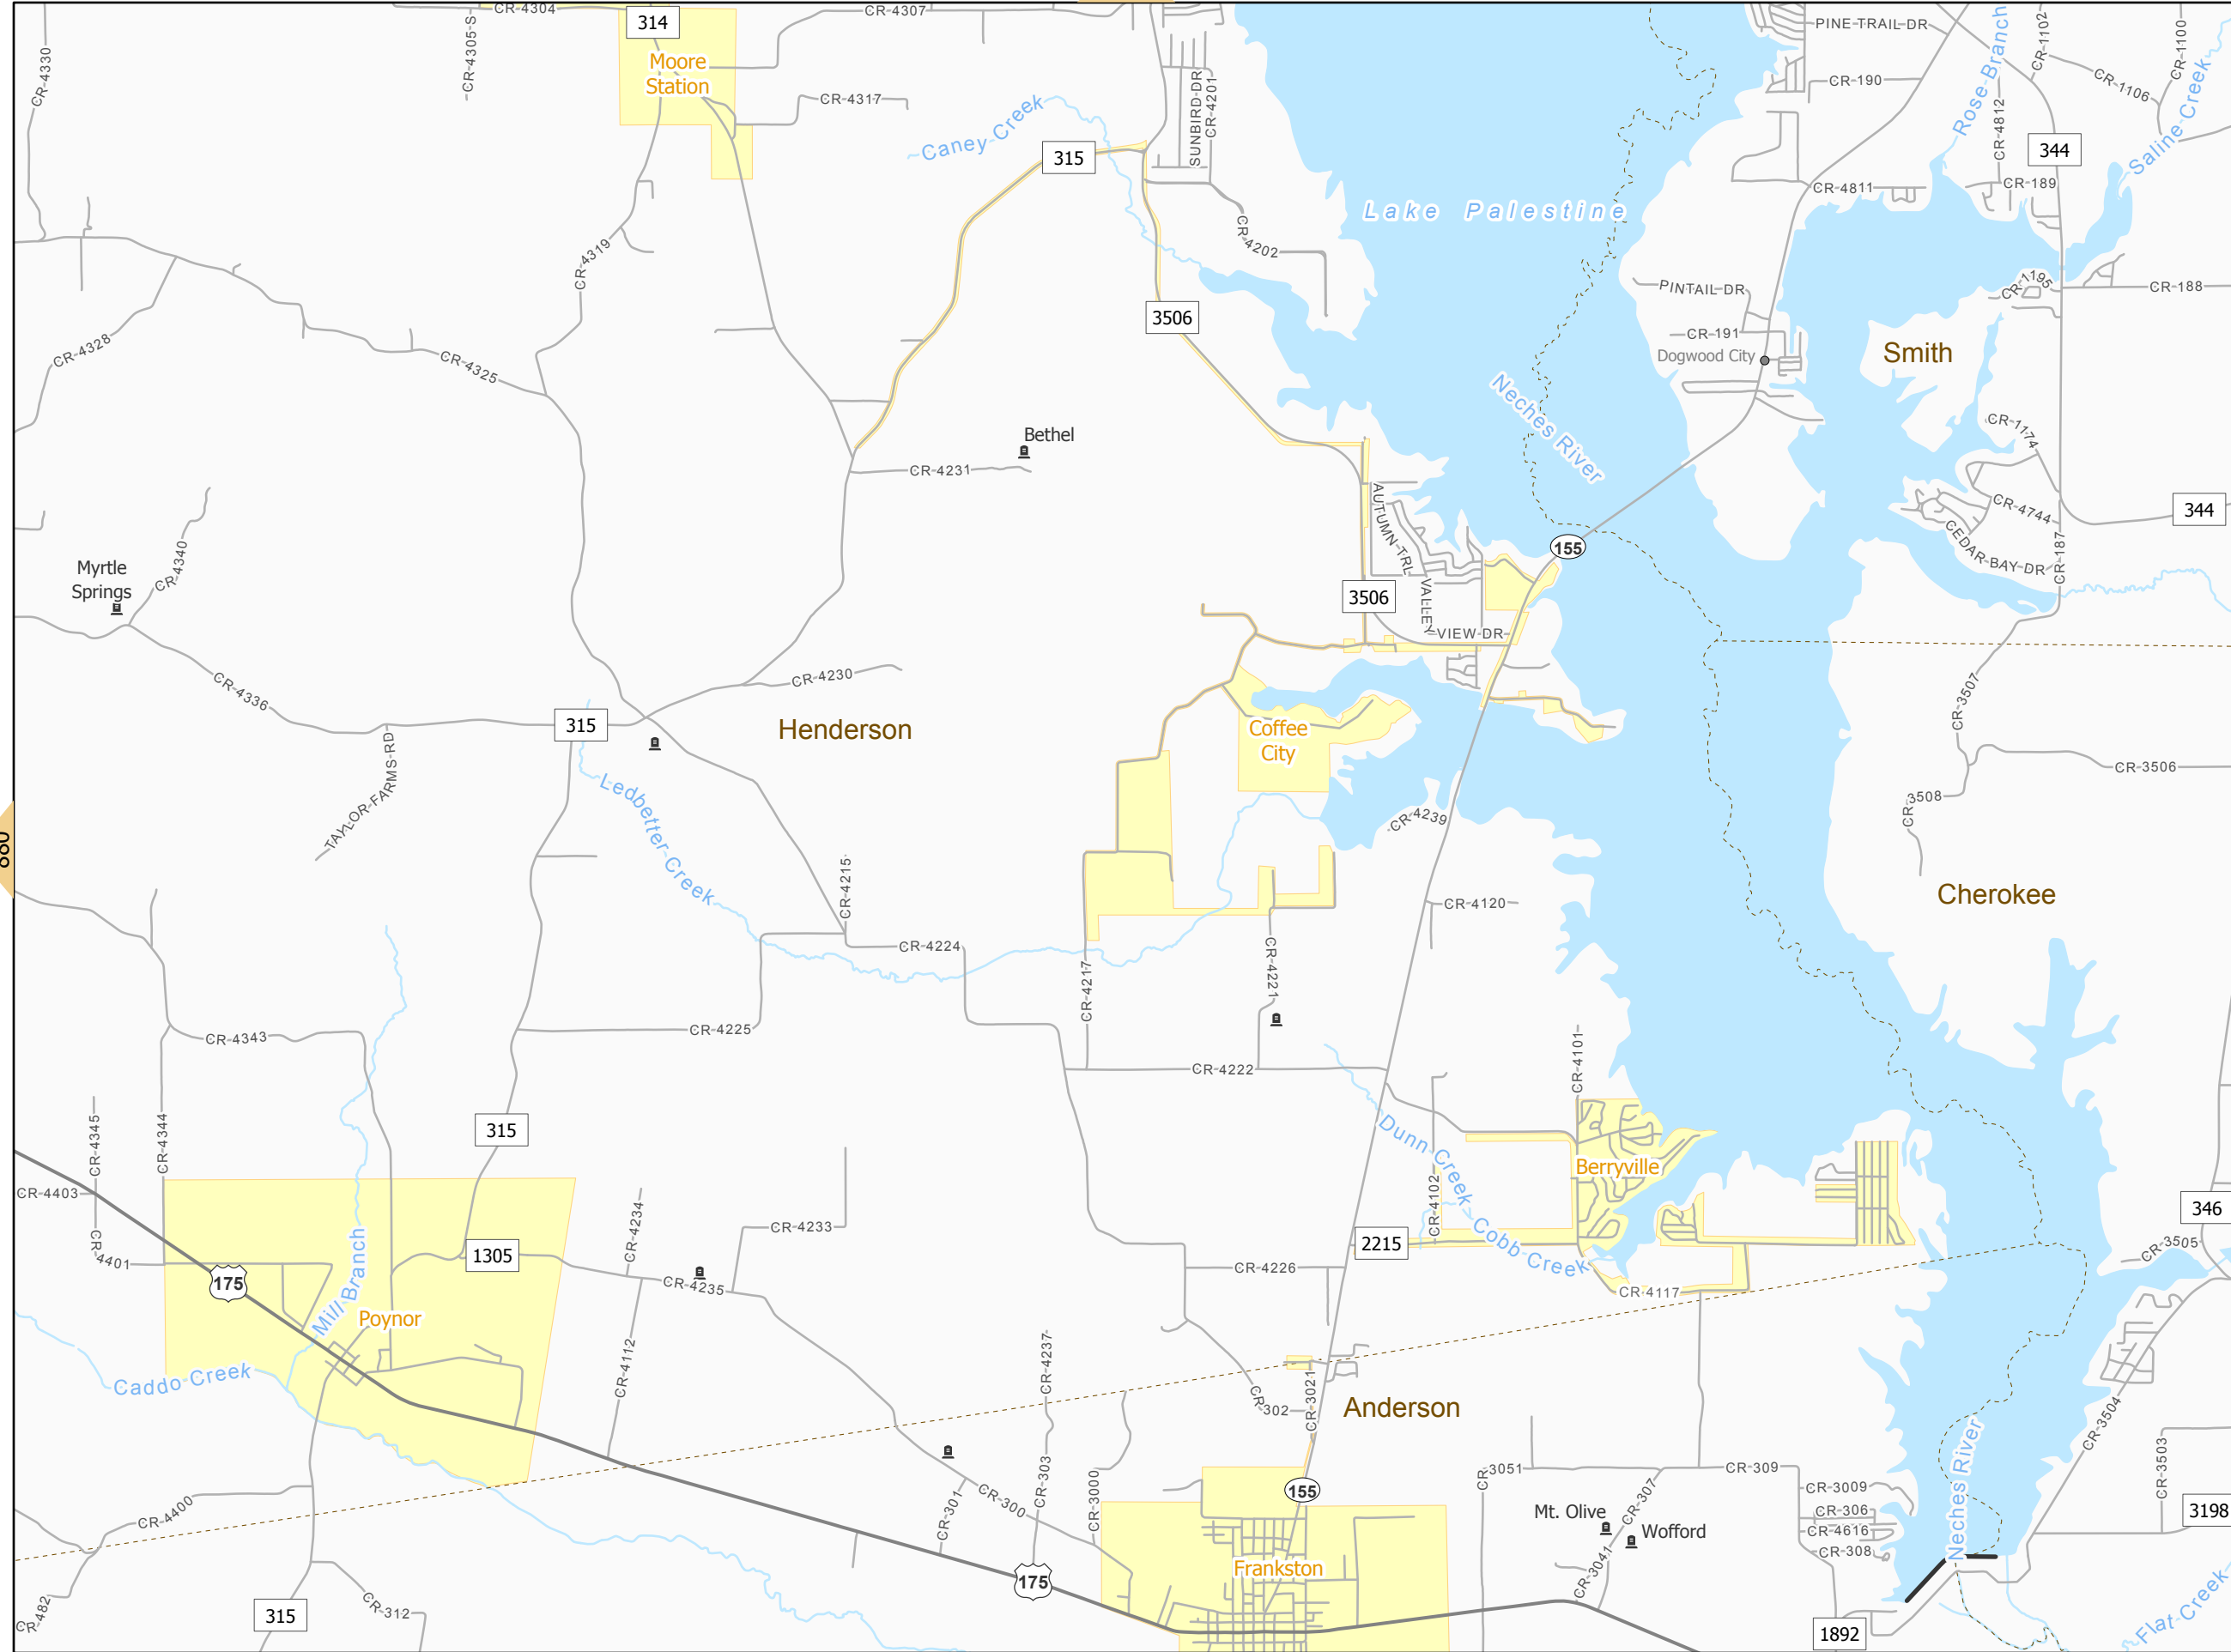 CR-4304
314
CR-4307
PINE TRAIL DR
CR-4330
CR-4305-S
Moore
Station
CR-4317
SUNBIRD-DR
CR-4201
CR-190
Rose-Branch
CR-4812
CR-1102
CR-1106
CR-1100
Saline-Creek
Caney-Creek
315
344
CR-4811
CR-189
Lake Palestine
CR-4202
CR-4319
PINTAIL-DR
CR-1195
CR-188
3506
CR-191
Dogwood City
Smith
CR-4328
CR-4325
Neches River
CR-1174
Bethel
CR-4231
CR-4744
344
AUTUMN-TRL
CEDAR-BAY-DR
CR-187
155
Myrtle
Springs
CR-4340
3506
VALLEY
VIEW DR
CR-4230
CR-4336
315
Henderson
Coffee
City
CR-3507
CR-3506
TAYLOR-FARMS-RD
Ledbetter-Creek
CR-4239
CR-3508
880
CR-4215
CR-4120
Cherokee
CR-4224
CR-4217
CR-4221
CR-4343
CR-4225
CR-4222
CR-4101
CR-4345
CR-4344
315
Dunn Creek
Berryville
CR-4403
CR-4102
346
CR-4401
CR-4234
CR-4233
1305
2215
Cobb-Creek
CR-3505
175
CR-4235
CR-4226
CR-4117
Mill-Branch
Poynor
CR-4112
CR-4237
Caddo Creek
CR-302
CR-3021
Anderson
CR-3504
CR-3503
CR-4400
CR-301
CR-300
CR-303
CR-3000
155
CR-3051
CR-309
CR-307
CR-3009
CR-306
CR-4616
CR-308
Neches River
3198
Mt. Olive
Wofford
Frankston
CR-3041
175
CR-482
315
CR-312
1892
Flat-Creek